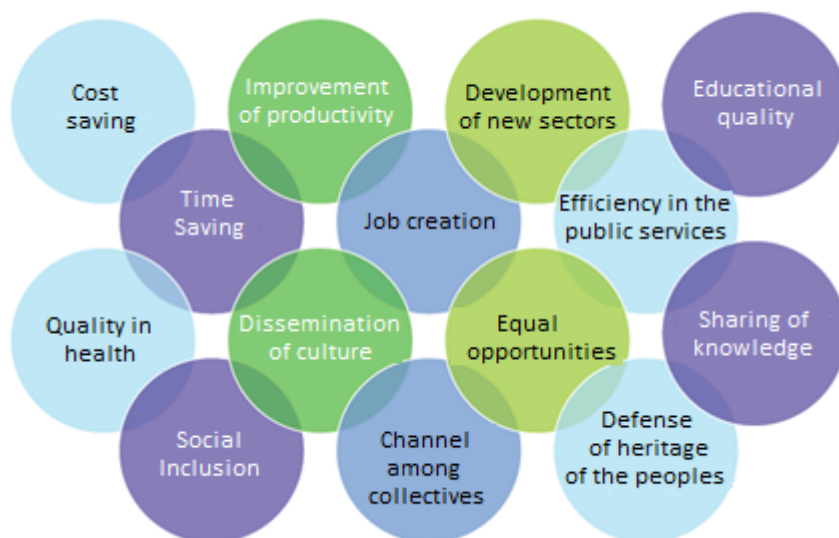 Cost
saving
Improvement
of productivity
Development
of new sectors
Educational
quality
Time
Saving
Job creation
Efficiency in the
public services
Quality in
health
Dissemination
of culture
Equal
opportunities
Sharing of
knowledge
Social
Inclusion
Channel
among
collectives
Defense
of heritage
of the peoples